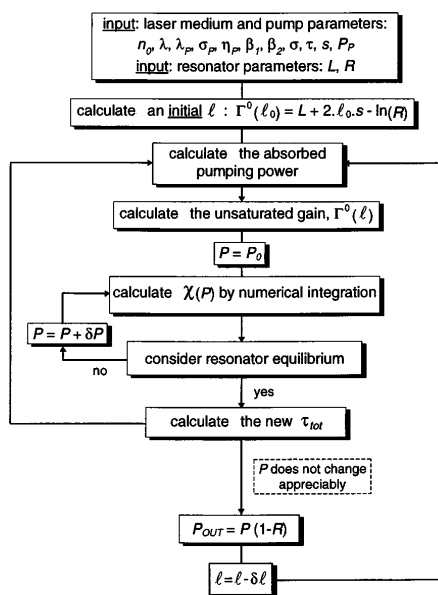 input: laser medium and pump parameters:
n₀, λ, λ_P, σ_P, η_P, β₁, β₂, σ, τ, s, P_P
input: resonator parameters: L, R
calculate an initial ℓ : Γ⁰(ℓ₀) = L + 2.ℓ₀.s - ln(R)
calculate the absorbed
pumping power
calculate the unsaturated gain, Γ⁰(ℓ)
P = P₀
calculate χ(P) by numerical integration
P = P + δP
consider resonator equilibrium
no
yes
calculate the new τ_tot
P does not change
appreciably
P_OUT = P (1-R)
ℓ = ℓ - δℓ